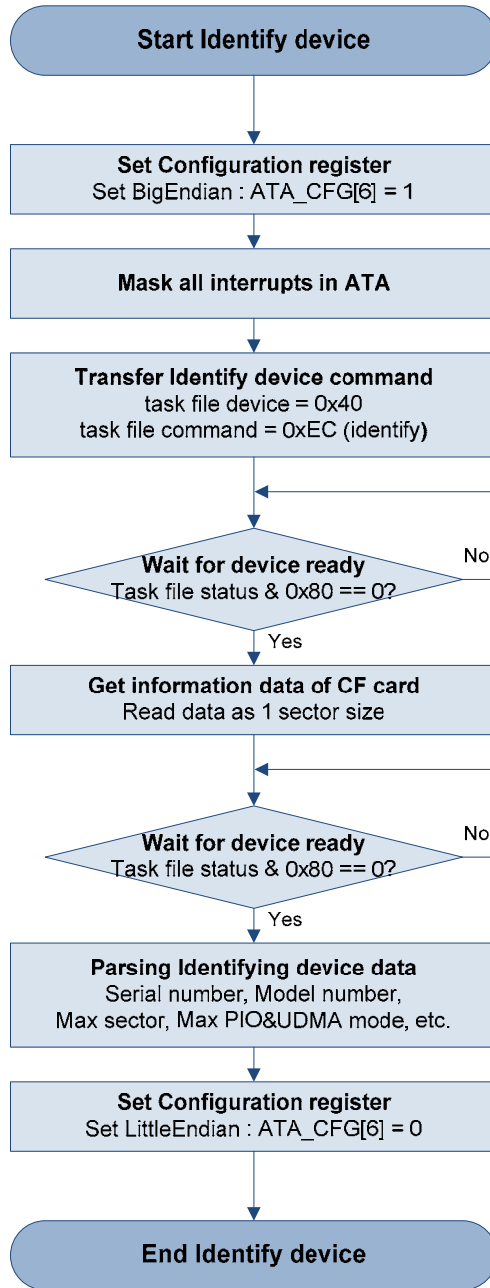 Start Identify device
Set Configuration register
Set BigEndian : ATA_CFG[6] = 1
Mask all interrupts in ATA
Transfer Identify device command
task file device = 0x40
task file command = 0xEC (identify)
Wait for device ready
No
Task file status & 0x80 == 0?
Yes
Get information data of CF card
Read data as 1 sector size
Wait for device ready
No
Task file status & 0x80 == 0?
Yes
Parsing Identifying device data
Serial number, Model number,
Max sector, Max PIO&UDMA mode, etc.
Set Configuration register
Set LittleEndian : ATA_CFG[6] = 0
End Identify device